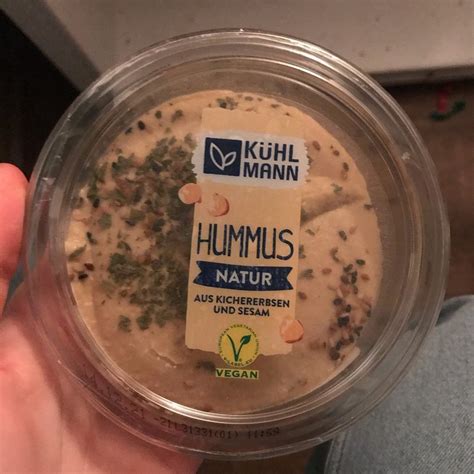 KÜHL
MANN
HUMMUS
NATUR
AUS KICHERERBSEN
UND SESAM
VEGAN